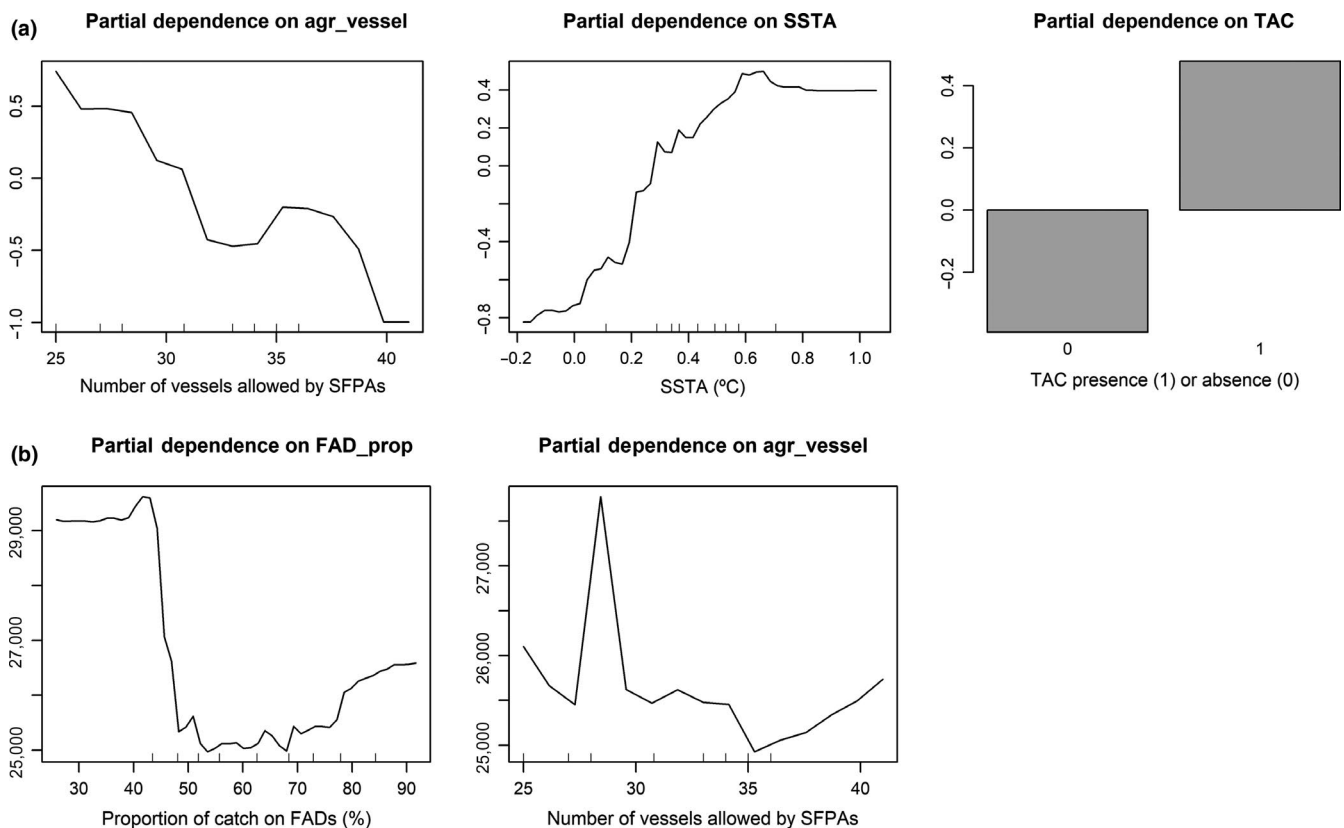 (a)
Partial dependence on agr_vessel
0.5
0.0
−0.5
−1.0
25 30 35 40
Number of vessels allowed by SFPAs
Partial dependence on SSTA
0.4
0.2
0.0
−0.4
−0.8
−0.2 0.0 0.2 0.4 0.6 0.8 1.0
SSTA (ºC)
Partial dependence on TAC
0.4
0.2
0.0
−0.2
0 1
TAC presence (1) or absence (0)
(b)
Partial dependence on FAD_prop
29,000
27,000
25,000
30 40 50 60 70 80 90
Proportion of catch on FADs (%)
Partial dependence on agr_vessel
27,000
26,000
25,000
25 30 35 40
Number of vessels allowed by SFPAs